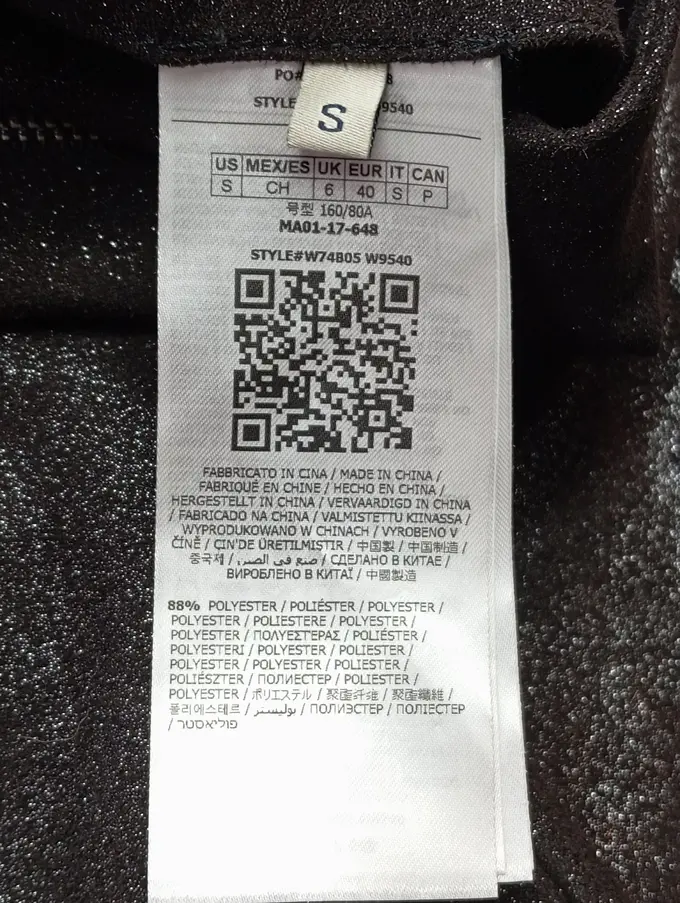 PO# 8
STYLE 9540
S
US MEX/ES UK EUR IT CAN
S CH 6 40 S P
号型 160/80A
MA01-17-648
STYLE#W74B05 W9540
FABBRICATO IN CINA / MADE IN CHINA /
FABRIQUÉ EN CHINE / HECHO EN CHINA /
HERGESTELLT IN CHINA / VERVAARDIGD IN CHINA
/ FABRICADO NA CHINA / VALMISTETTU KIINASSA /
WYPRODUKOWANO W CHINACH / VYROBENO V
ČÍNĚ / ÇIN'DE ÜRETILMISTIR / 中国製 / 中国制造 /
중국제 / صنع في الصين / СДЕЛАНО В КИТАЕ /
ВИРОБЛЕНО В КИТАЇ / 中國製造
88% POLYESTER / POLIÉSTER / POLYESTER /
POLYESTER / POLIESTERE / POLYESTER /
POLYESTER / ΠΟΛΥΕΣΤΕΡΑΣ / POLIÉSTER /
POLYESTERI / POLYESTER / POLIESTER /
POLYESTER / POLYESTER / POLIESTER /
POLIÉSZTER / ПОЛИЕСТЕР / POLIESTER /
POLYESTER / ポリエステル / 聚酯纤维 / 聚酯纖維 /
폴리에스테르 / بوليستر / ПОЛИЭСТЕР / ПОЛІЕСТЕР
/ פוליאסטר